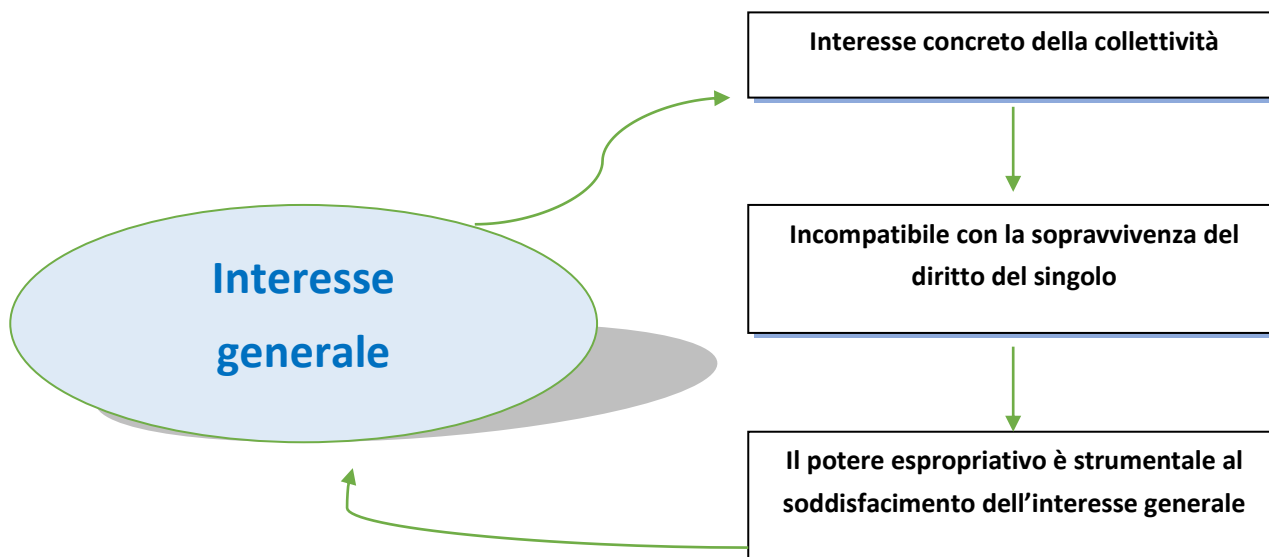 Interesse concreto della collettività
Incompatibile con la sopravvivenza del
diritto del singolo
Interesse
generale
Il potere espropriativo è strumentale al
soddisfacimento dell’interesse generale